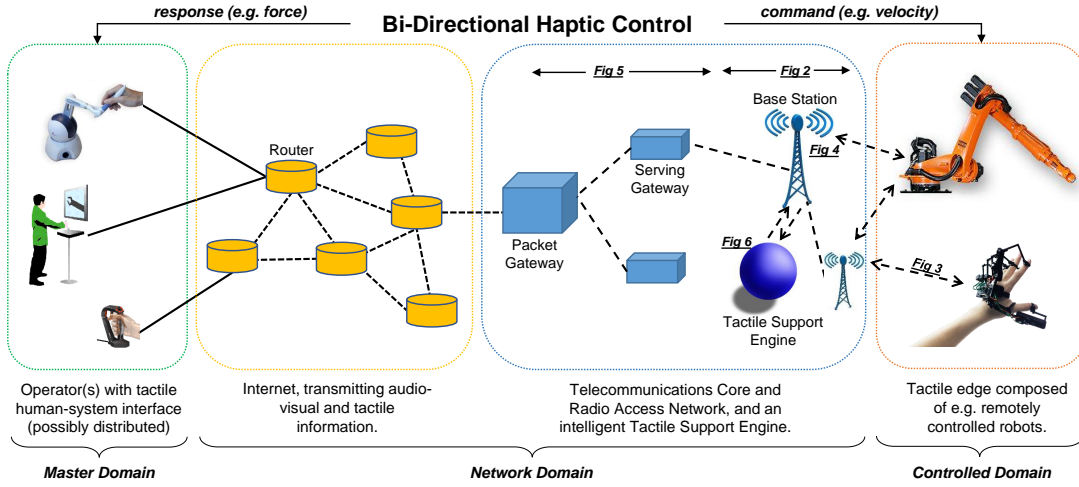 response (e.g. force)
Bi-Directional Haptic Control
command (e.g. velocity)
Fig 5
Fig 2
Base Station
Router
Fig 4
Serving
Gateway
Packet
Gateway
Fig 6
Fig 3
Tactile Support
Engine
Operator(s) with tactile
human-system interface
(possibly distributed)
Internet, transmitting audio-
visual and tactile
information.
Telecommunications Core and
Radio Access Network, and an
intelligent Tactile Support Engine.
Tactile edge composed
of e.g. remotely
controlled robots.
Master Domain
Network Domain
Controlled Domain